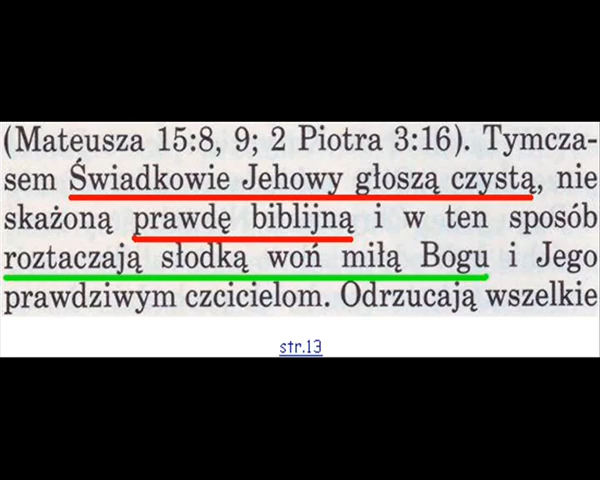 (Mateusza 15:8, 9; 2 Piotra 3:16). Tymcza-
sem Świadkowie Jehowy głoszą czystą, nie
skażoną prawdę biblijną i w ten sposób
roztaczają słodką woń miłą Bogu i Jego
prawdziwym czcicielom. Odrzucają wszelkie
str.13